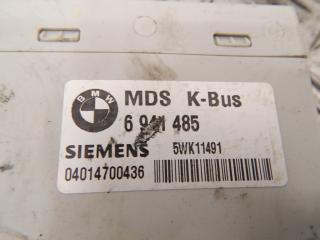 BMW
MDS K-Bus
6 941 485
SIEMENS 5WK11491
04014700436